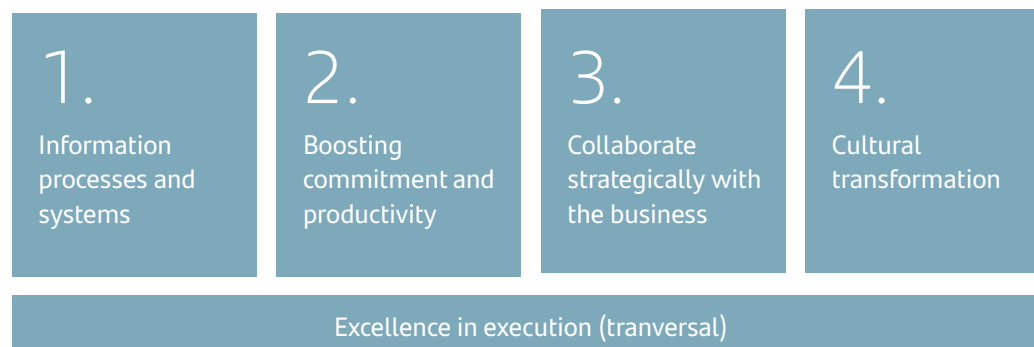 1.
Information
processes and
systems
2.
Boosting
commitment and
productivity
3.
Collaborate
strategically with
the business
4.
Cultural
transformation
Excellence in execution (tranversal)